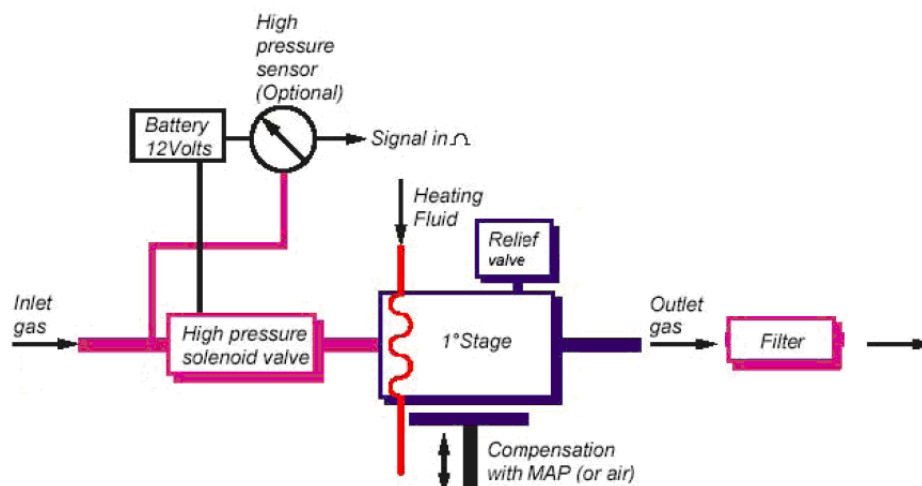 High
pressure
sensor
(Optional)
Battery
12Volts
Signal in
Heating
Fluid
Relief
valve
Inlet
gas
High pressure
solenoid valve
1°Stage
Outlet
gas
Filter
Compensation
with MAP (or air)